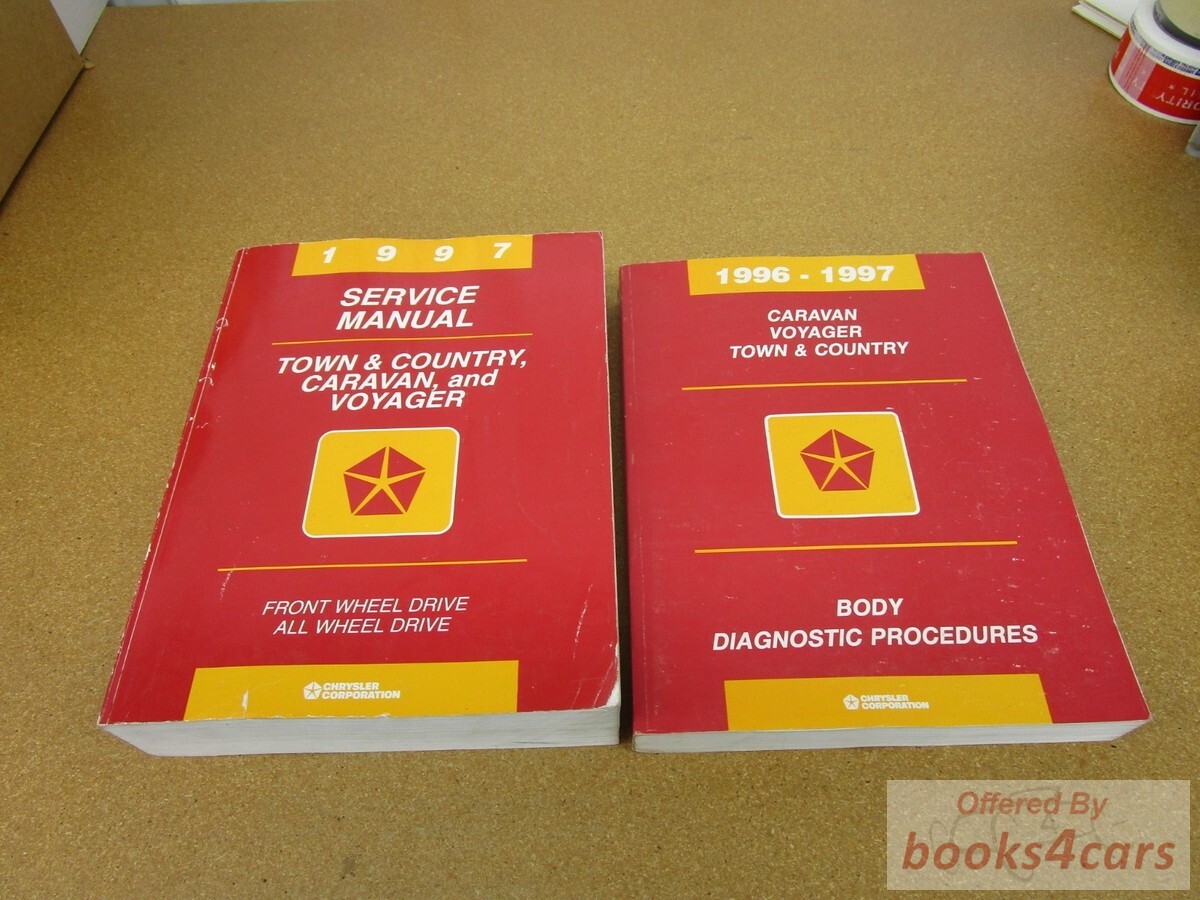 1 9 9 7
SERVICE
MANUAL
TOWN & COUNTRY,
CARAVAN, and
VOYAGER
FRONT WHEEL DRIVE
ALL WHEEL DRIVE
CHRYSLER
CORPORATION
1996 - 1997
CARAVAN
VOYAGER
TOWN & COUNTRY
BODY
DIAGNOSTIC PROCEDURES
CHRYSLER
CORPORATION
Offered By
books4cars